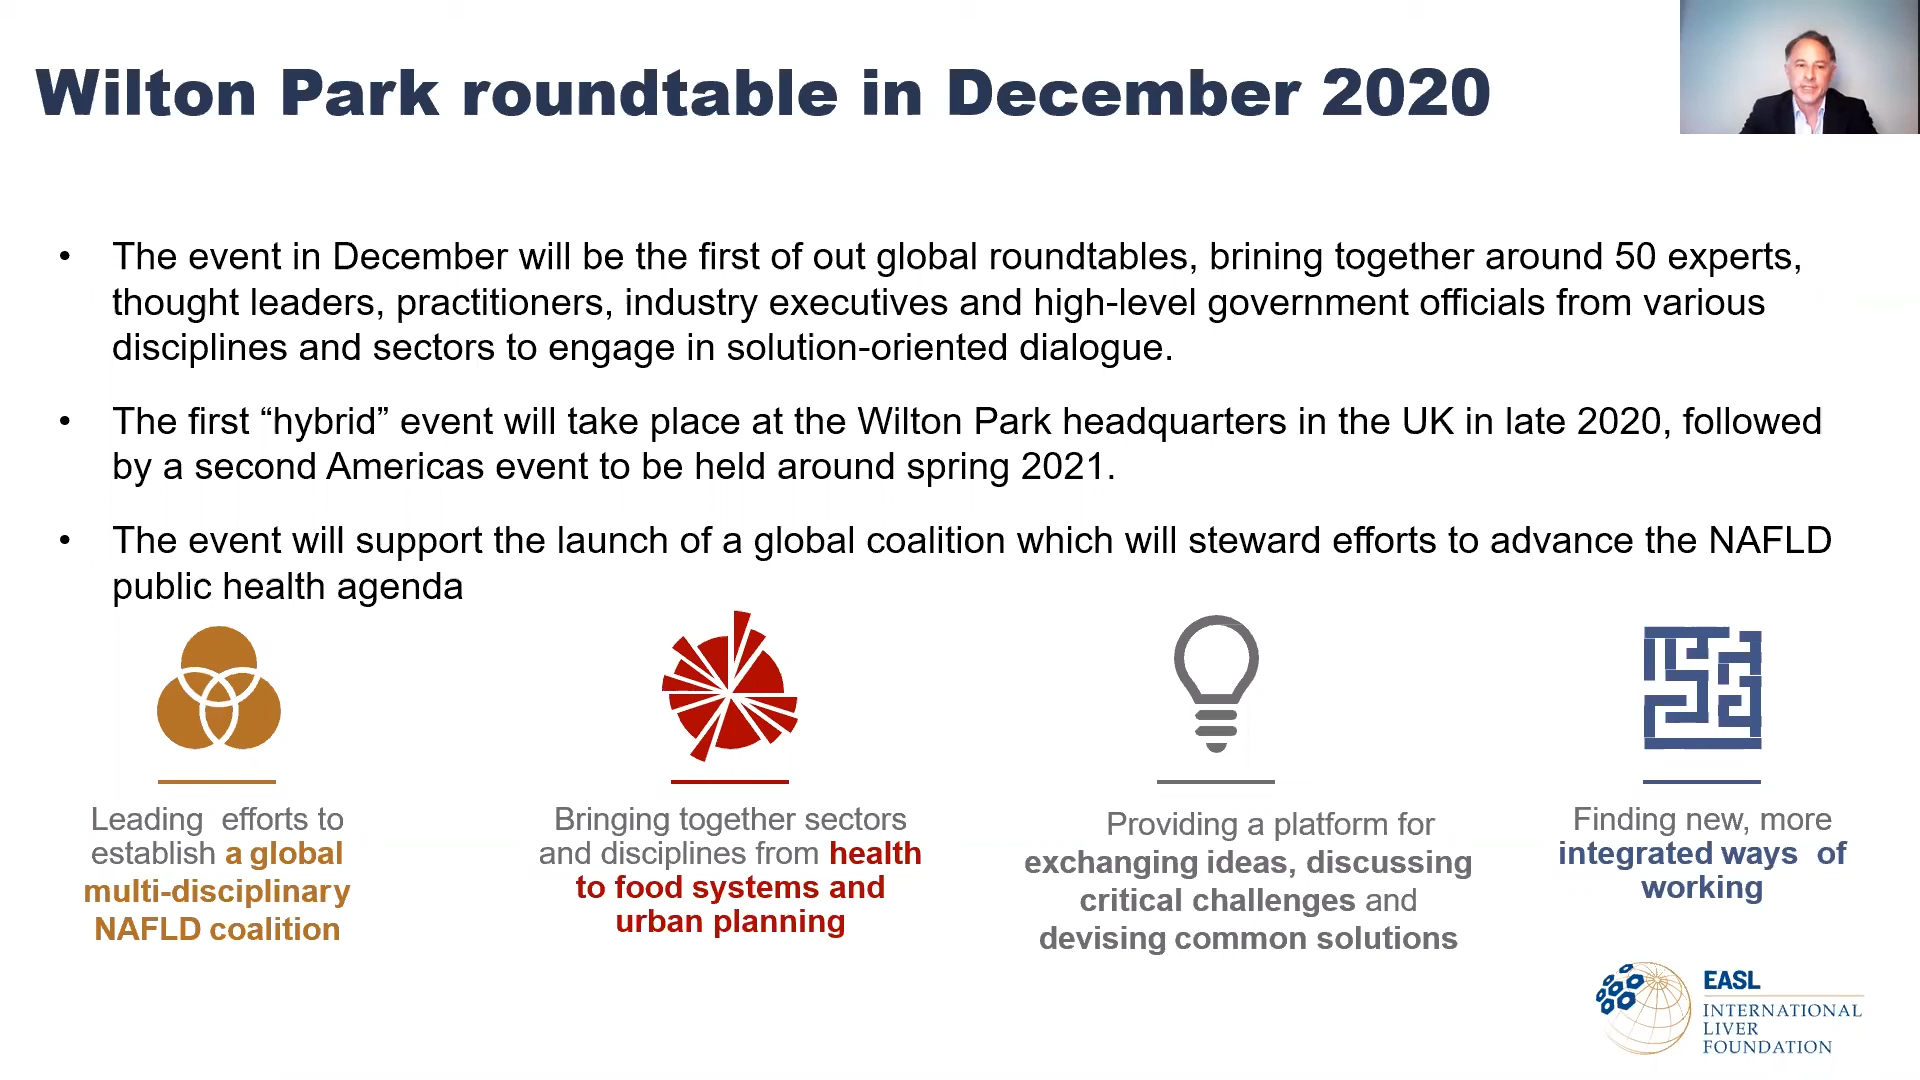 Wilton Park roundtable in December 2020
• The event in December will be the first of out global roundtables, brining together around 50 experts,
thought leaders, practitioners, industry executives and high-level government officials from various
disciplines and sectors to engage in solution-oriented dialogue.
• The first “hybrid” event will take place at the Wilton Park headquarters in the UK in late 2020, followed
by a second Americas event to be held around spring 2021.
• The event will support the launch of a global coalition which will steward efforts to advance the NAFLD
public health agenda
Leading efforts to
establish a global
multi-disciplinary
NAFLD coalition
Bringing together sectors
and disciplines from health
to food systems and
urban planning
Providing a platform for
exchanging ideas, discussing
critical challenges and
devising common solutions
Finding new, more
integrated ways of
working
EASL
INTERNATIONAL
LIVER
FOUNDATION